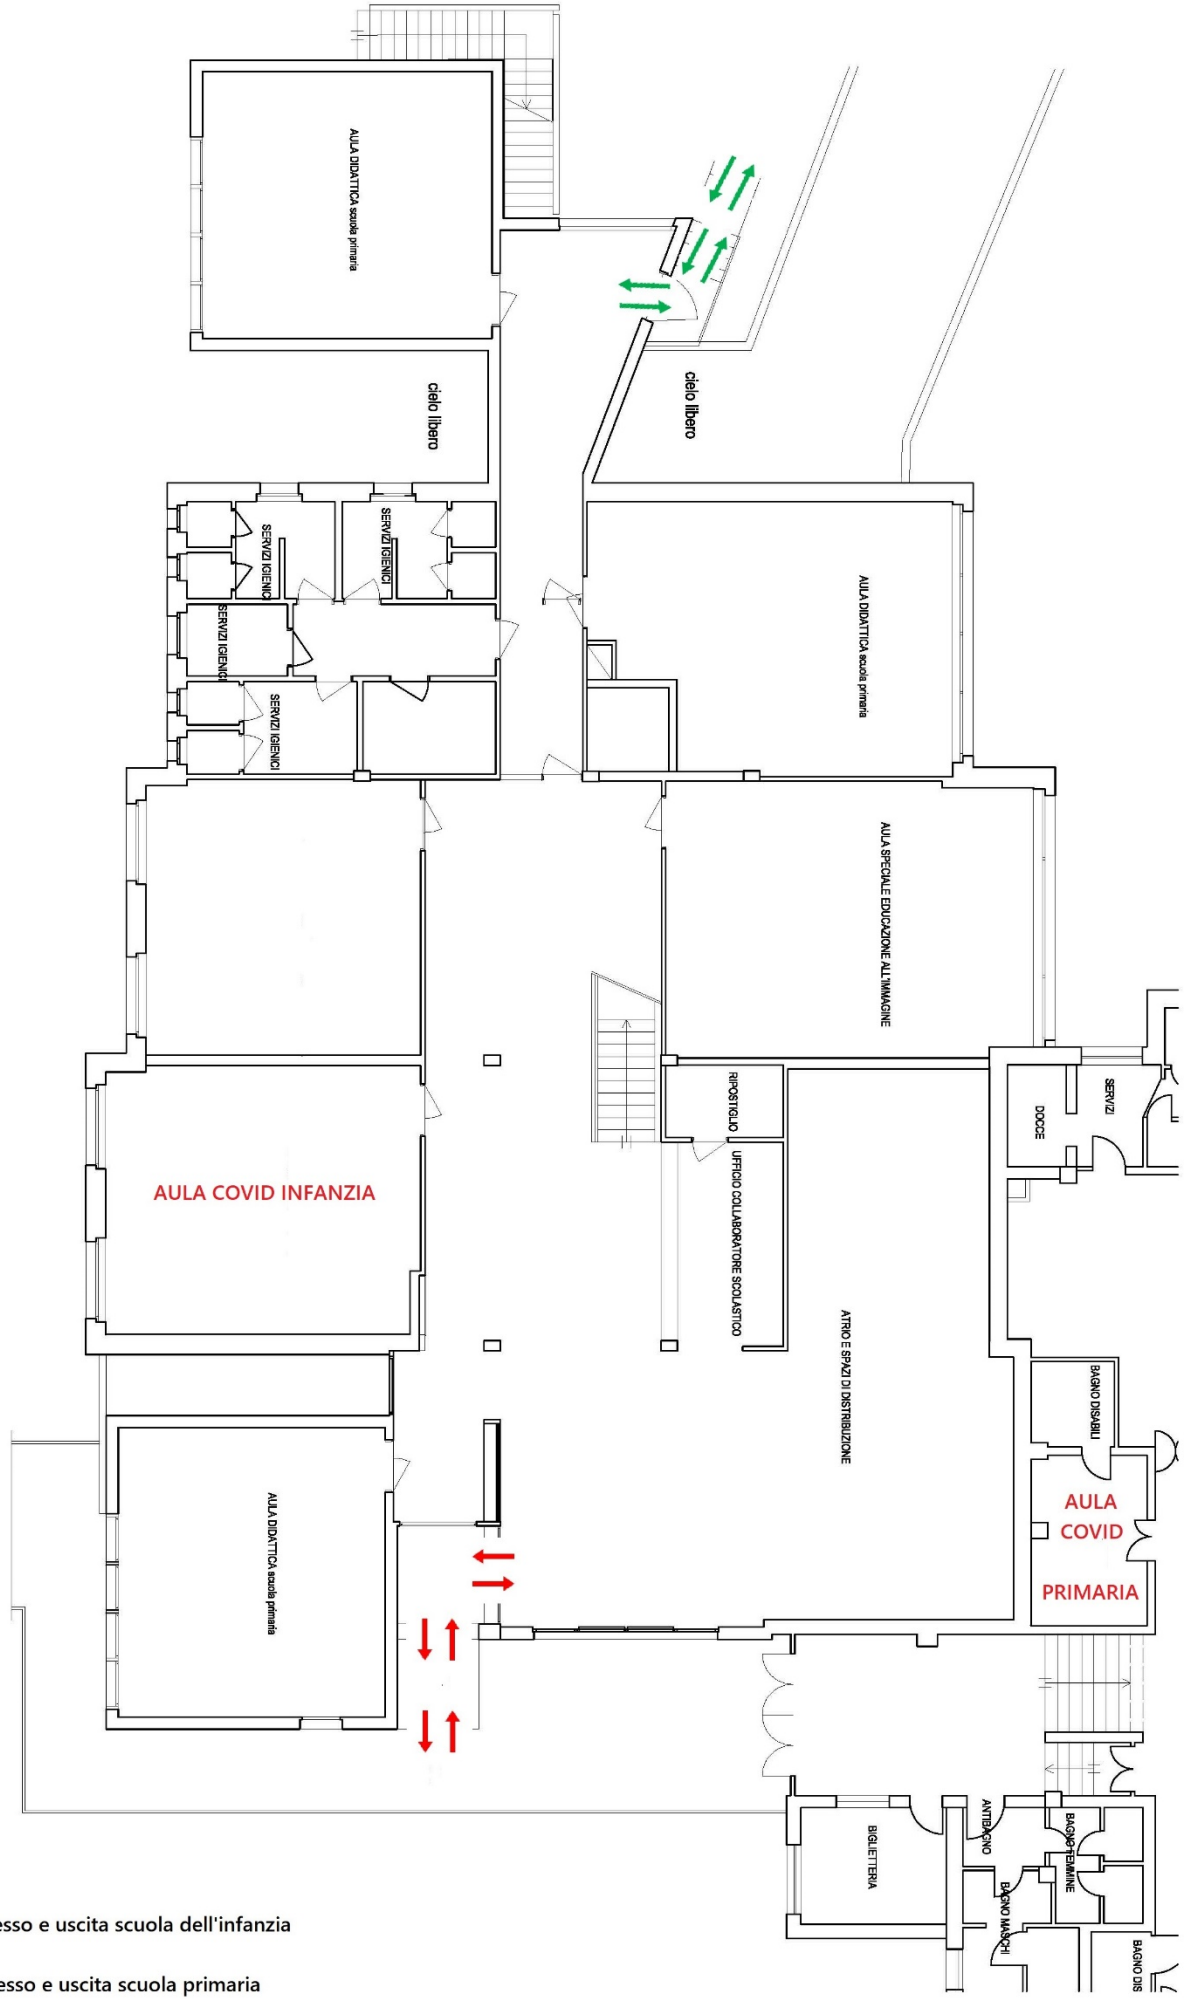 AULA DIDATTICA scuola primaria
cielo libero
cielo libero
SERVIZI IGIENICI
SERVIZI IGIENICI
SERVIZI IGIENICI
SERVIZI IGIENICI
AULA DIDATTICA scuola primaria
AULA SPECIALE EDUCAZIONE ALL'IMMAGINE
RIPOSTIGLIO
DOCCE
SERVIZI
UFFICIO COLLABORATORE SCOLASTICO
AULA COVID INFANZIA
ATRIO E SPAZI DI DISTRIBUZIONE
BAGNO DISABILI
AULA
COVID
PRIMARIA
AULA DIDATTICA scuola primaria
BIGLIETTERIA
ANTIBAGNO
BAGNO FEMMINE
BAGNO MASCHI
BAGNO DIS
esso e uscita scuola dell'infanzia
esso e uscita scuola primaria